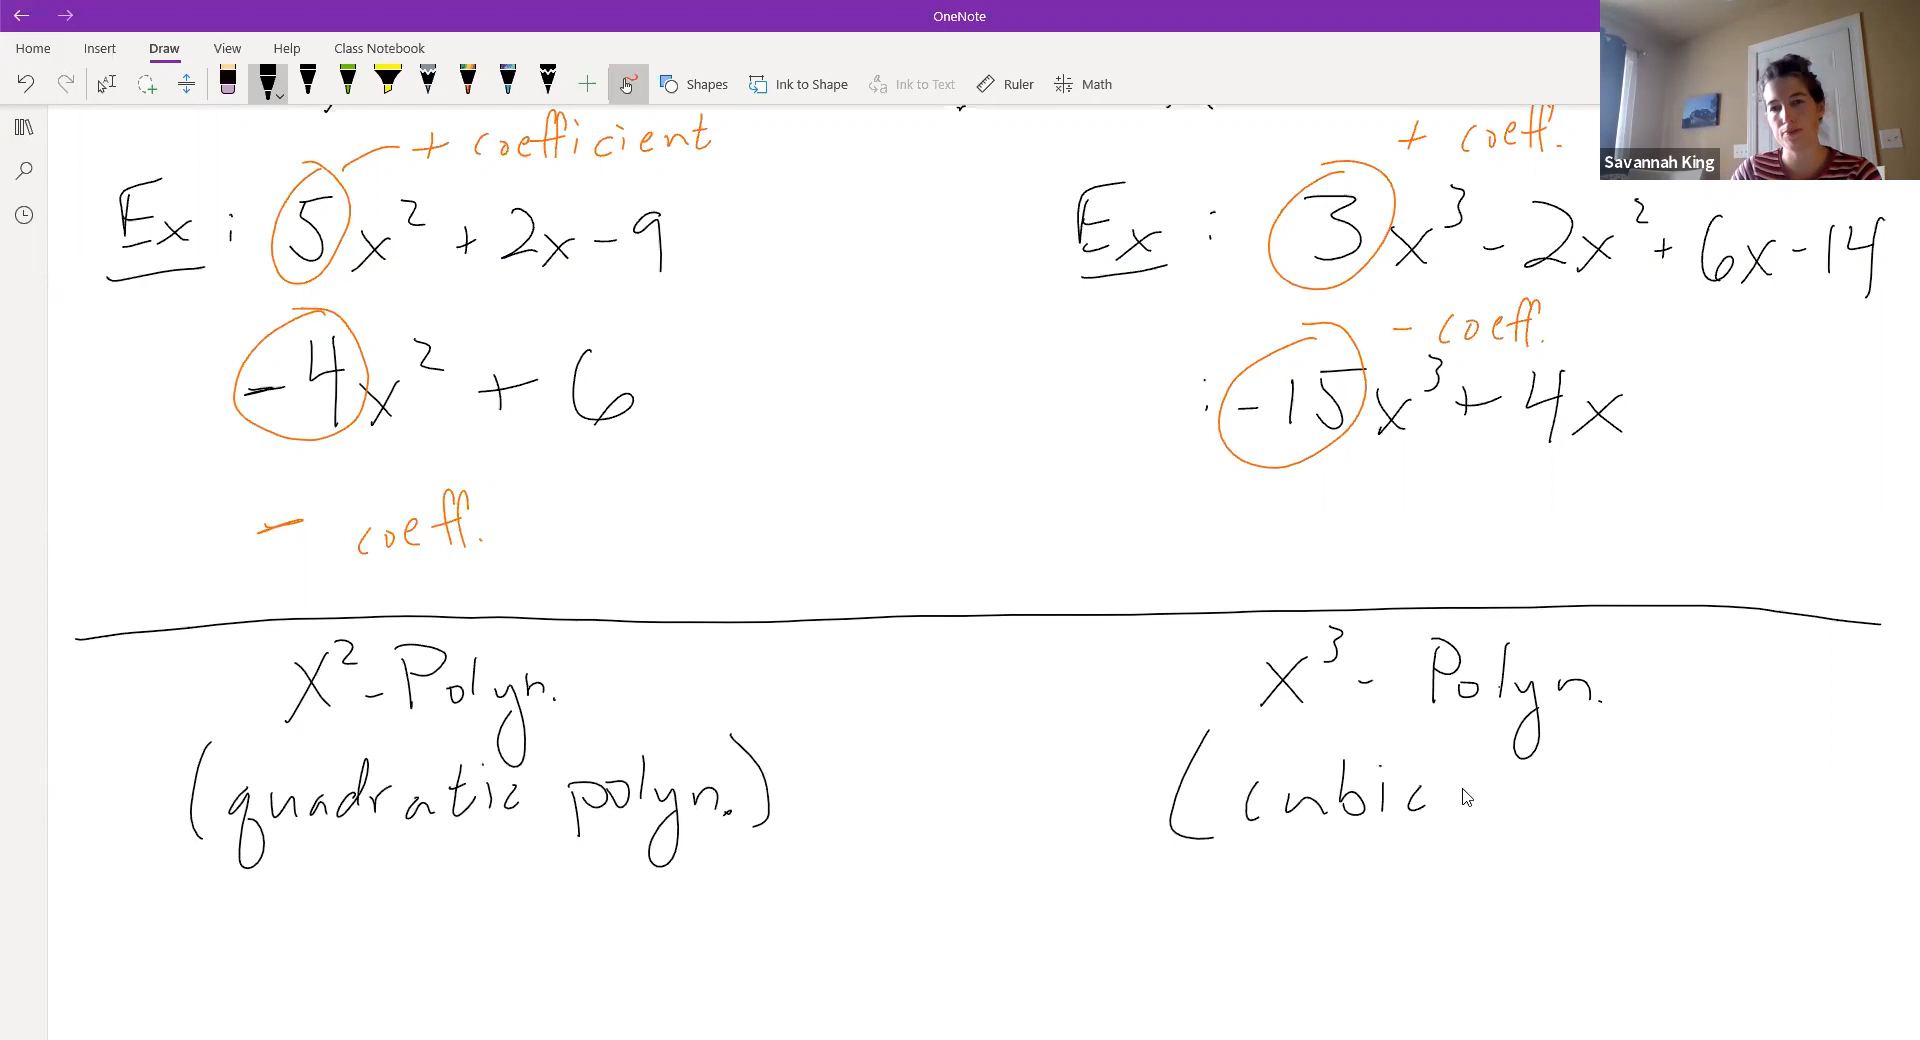 OneNote
Home Insert Draw View Help Class Notebook
Shapes Ink to Shape Ink to Text Ruler Math
Savannah King
+ coefficient
Ex : 5x² + 2x - 9
-4x² + 6
- coeff.
+ coeff.
Ex : 3x³ - 2x² + 6x - 14
- coeff.
: -15x³ + 4x
x² - Polyn.
(quadratic polyn.)
x³ - Polyn.
(cubic